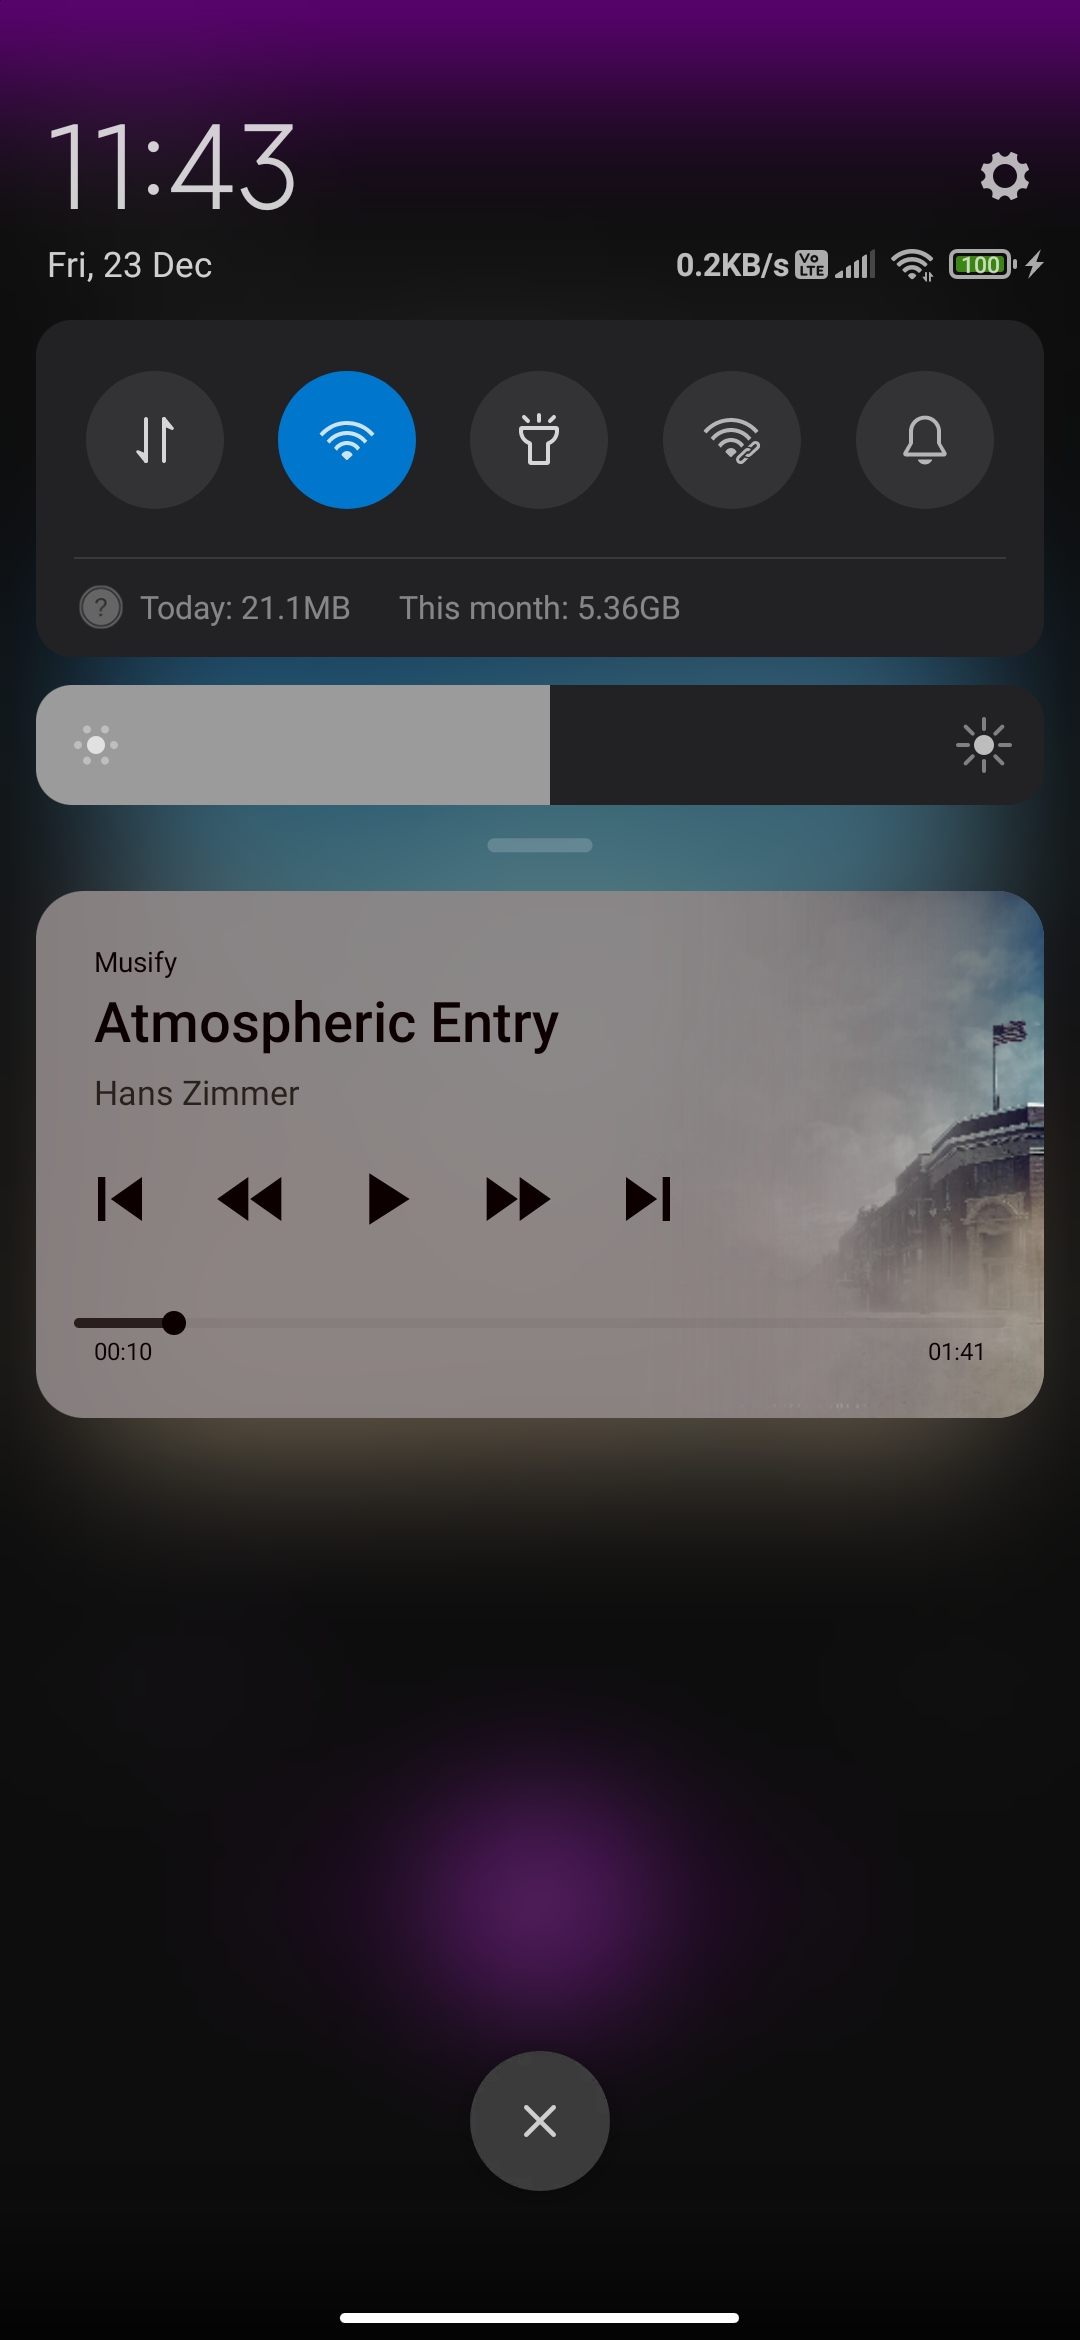 11:43
Fri, 23 Dec
0.2KB/s Vo LTE 100
? Today: 21.1MB This month: 5.36GB
Musify
Atmospheric Entry
Hans Zimmer
00:10 01:41